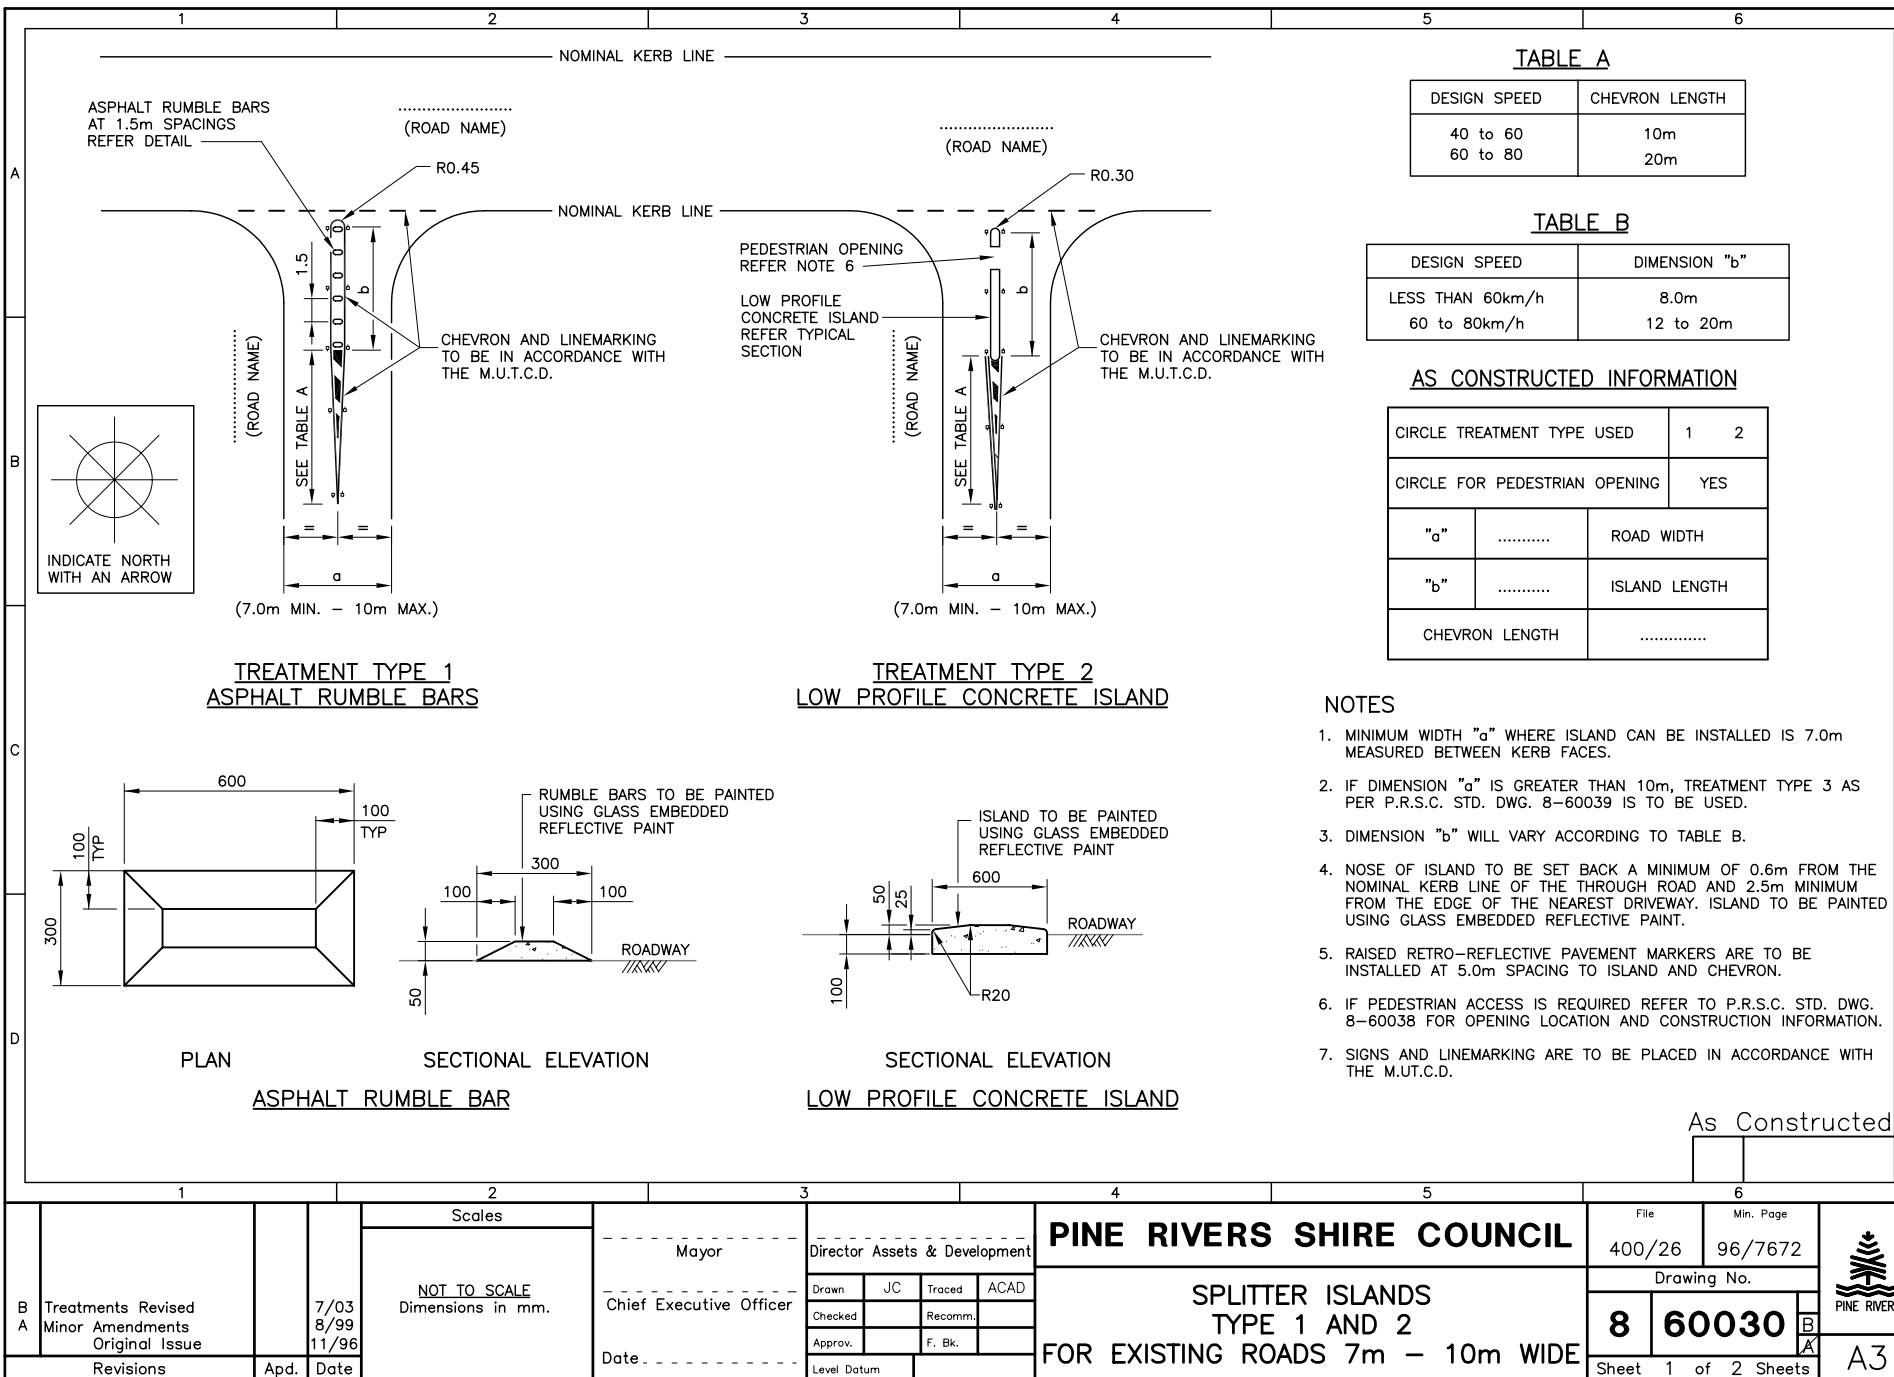 1 2 3 4 5 6
A
B
C
D
NOMINAL KERB LINE
ASPHALT RUMBLE BARS
AT 1.5m SPACINGS
REFER DETAIL
......................
(ROAD NAME)
R0.45
NOMINAL KERB LINE
1.5
b
......................
(ROAD NAME)
SEE TABLE A
CHEVRON AND LINEMARKING
TO BE IN ACCORDANCE WITH
THE M.U.T.C.D.
= =
a
(7.0m MIN. – 10m MAX.)
INDICATE NORTH
WITH AN ARROW
TREATMENT TYPE 1
ASPHALT RUMBLE BARS
......................
(ROAD NAME)
R0.30
PEDESTRIAN OPENING
REFER NOTE 6
LOW PROFILE
CONCRETE ISLAND
REFER TYPICAL
SECTION
b
......................
(ROAD NAME)
SEE TABLE A
CHEVRON AND LINEMARKING
TO BE IN ACCORDANCE WITH
THE M.U.T.C.D.
= =
a
(7.0m MIN. – 10m MAX.)
TREATMENT TYPE 2
LOW PROFILE CONCRETE ISLAND
TABLE A
DESIGN SPEED CHEVRON LENGTH
40 to 60 10m
60 to 80 20m
TABLE B
DESIGN SPEED DIMENSION "b"
LESS THAN 60km/h 8.0m
60 to 80km/h 12 to 20m
AS CONSTRUCTED INFORMATION
CIRCLE TREATMENT TYPE USED 1 2
CIRCLE FOR PEDESTRIAN OPENING YES
"a" ........... ROAD WIDTH
"b" ........... ISLAND LENGTH
CHEVRON LENGTH ..............
NOTES
1. MINIMUM WIDTH "a" WHERE ISLAND CAN BE INSTALLED IS 7.0m
MEASURED BETWEEN KERB FACES.
2. IF DIMENSION "a" IS GREATER THAN 10m, TREATMENT TYPE 3 AS
PER P.R.S.C. STD. DWG. 8–60039 IS TO BE USED.
3. DIMENSION "b" WILL VARY ACCORDING TO TABLE B.
4. NOSE OF ISLAND TO BE SET BACK A MINIMUM OF 0.6m FROM THE
NOMINAL KERB LINE OF THE THROUGH ROAD AND 2.5m MINIMUM
FROM THE EDGE OF THE NEAREST DRIVEWAY. ISLAND TO BE PAINTED
USING GLASS EMBEDDED REFLECTIVE PAINT.
5. RAISED RETRO–REFLECTIVE PAVEMENT MARKERS ARE TO BE
INSTALLED AT 5.0m SPACING TO ISLAND AND CHEVRON.
6. IF PEDESTRIAN ACCESS IS REQUIRED REFER TO P.R.S.C. STD. DWG.
8–60038 FOR OPENING LOCATION AND CONSTRUCTION INFORMATION.
7. SIGNS AND LINEMARKING ARE TO BE PLACED IN ACCORDANCE WITH
THE M.UT.C.D.
600
100
TYP
100
TYP
300
PLAN
RUMBLE BARS TO BE PAINTED
USING GLASS EMBEDDED
REFLECTIVE PAINT
300
100 100
50
ROADWAY
SECTIONAL ELEVATION
ASPHALT RUMBLE BAR
ISLAND TO BE PAINTED
USING GLASS EMBEDDED
REFLECTIVE PAINT
600
50
25
100
R20
ROADWAY
SECTIONAL ELEVATION
LOW PROFILE CONCRETE ISLAND
As Constructed
1 2 3 4 5 6
B Treatments Revised 7/03
A Minor Amendments 8/99
Original Issue 11/96
Revisions Apd. Date
Scales
NOT TO SCALE
Dimensions in mm.
Mayor
Chief Executive Officer
Date
Director Assets & Development
Drawn JC Traced ACAD
Checked Recomm.
Approv. F. Bk.
Level Datum
PINE RIVERS SHIRE COUNCIL
SPLITTER ISLANDS
TYPE 1 AND 2
FOR EXISTING ROADS 7m – 10m WIDE
File Min. Page
400/26 96/7672
Drawing No.
8 60030 B
A
Sheet 1 of 2 Sheets
PINE RIVER
A3